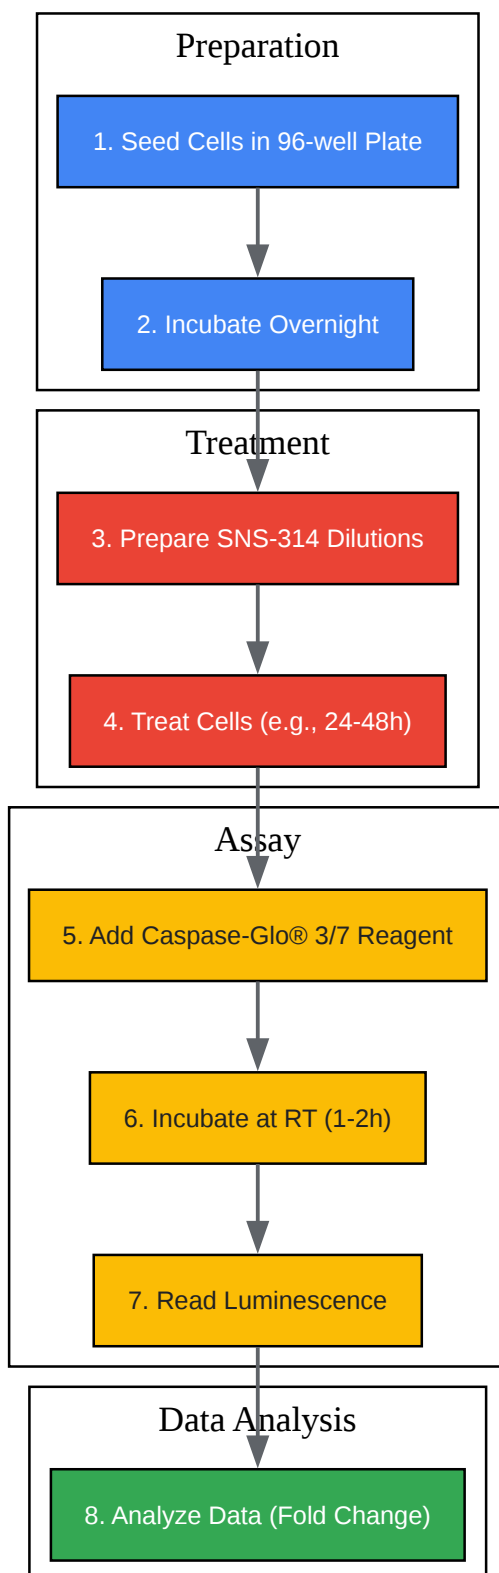 Preparation
1. Seed Cells in 96-well Plate
2. Incubate Overnight
Treatment
3. Prepare SNS-314 Dilutions
4. Treat Cells (e.g., 24-48h)
Assay
5. Add Caspase-Glo® 3/7 Reagent
6. Incubate at RT (1-2h)
7. Read Luminescence
Data Analysis
8. Analyze Data (Fold Change)